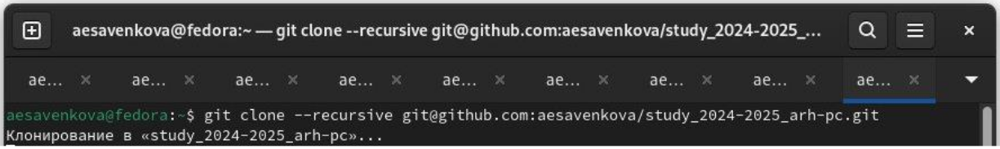 aesavenkova@fedora:~ — git clone --recursive git@github.com:aesavenkova/study_2024-2025_...
ae... ae... ae... ae... ae... ae... ae... ae... ae...
aesavenkova@fedora:~$ git clone --recursive git@github.com:aesavenkova/study_2024-2025_arh-pc.git
Клонирование в «study_2024-2025_arh-pc»...